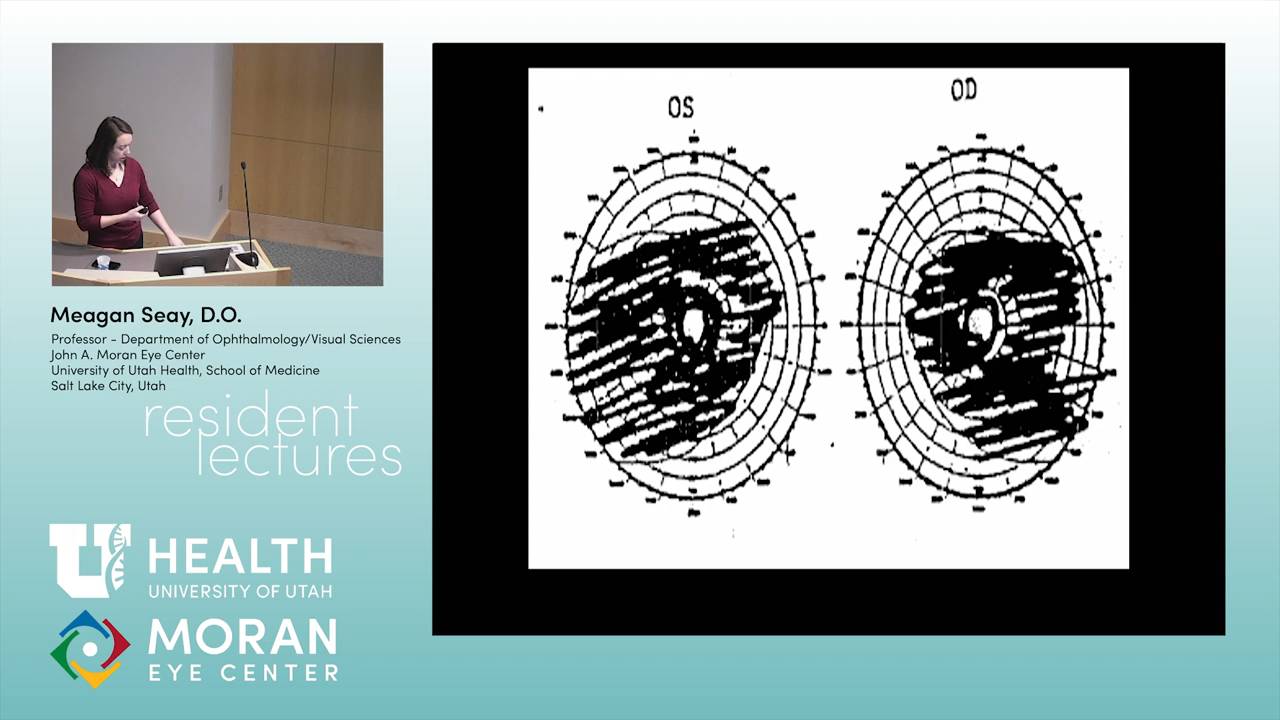 OS
OD
Meagan Seay, D.O.
Professor - Department of Ophthalmology/Visual Sciences
John A. Moran Eye Center
University of Utah Health, School of Medicine
Salt Lake City, Utah
resident
lectures
U HEALTH
UNIVERSITY OF UTAH
MORAN
EYE CENTER